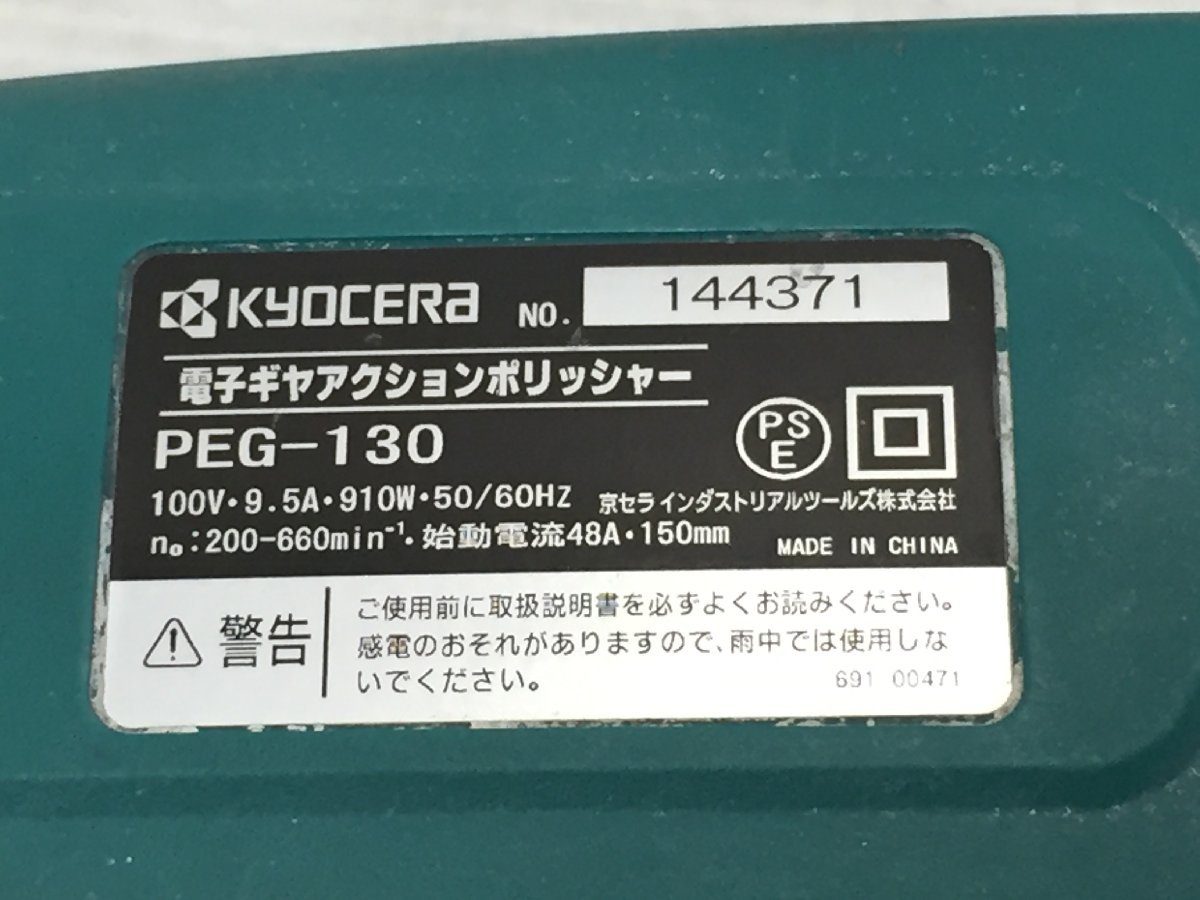 KYOCERA NO. 144371
電子ギヤアクションポリッシャー
PEG-130
PS
E
100V・9.5A・910W・50/60HZ 京セラインダストリアルツールズ株式会社
n₀:200-660min⁻¹・始動電流48A・150mm MADE IN CHINA
警告
ご使用前に取扱説明書を必ずよくお読みください。
感電のおそれがありますので、雨中では使用しな
いでください。
691 00471